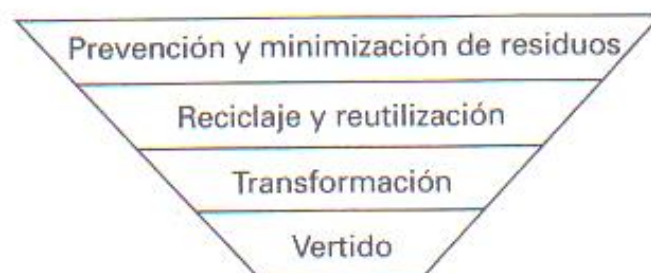 Prevención y minimización de residuos
Reciclaje y reutilización
Transformación
Vertido